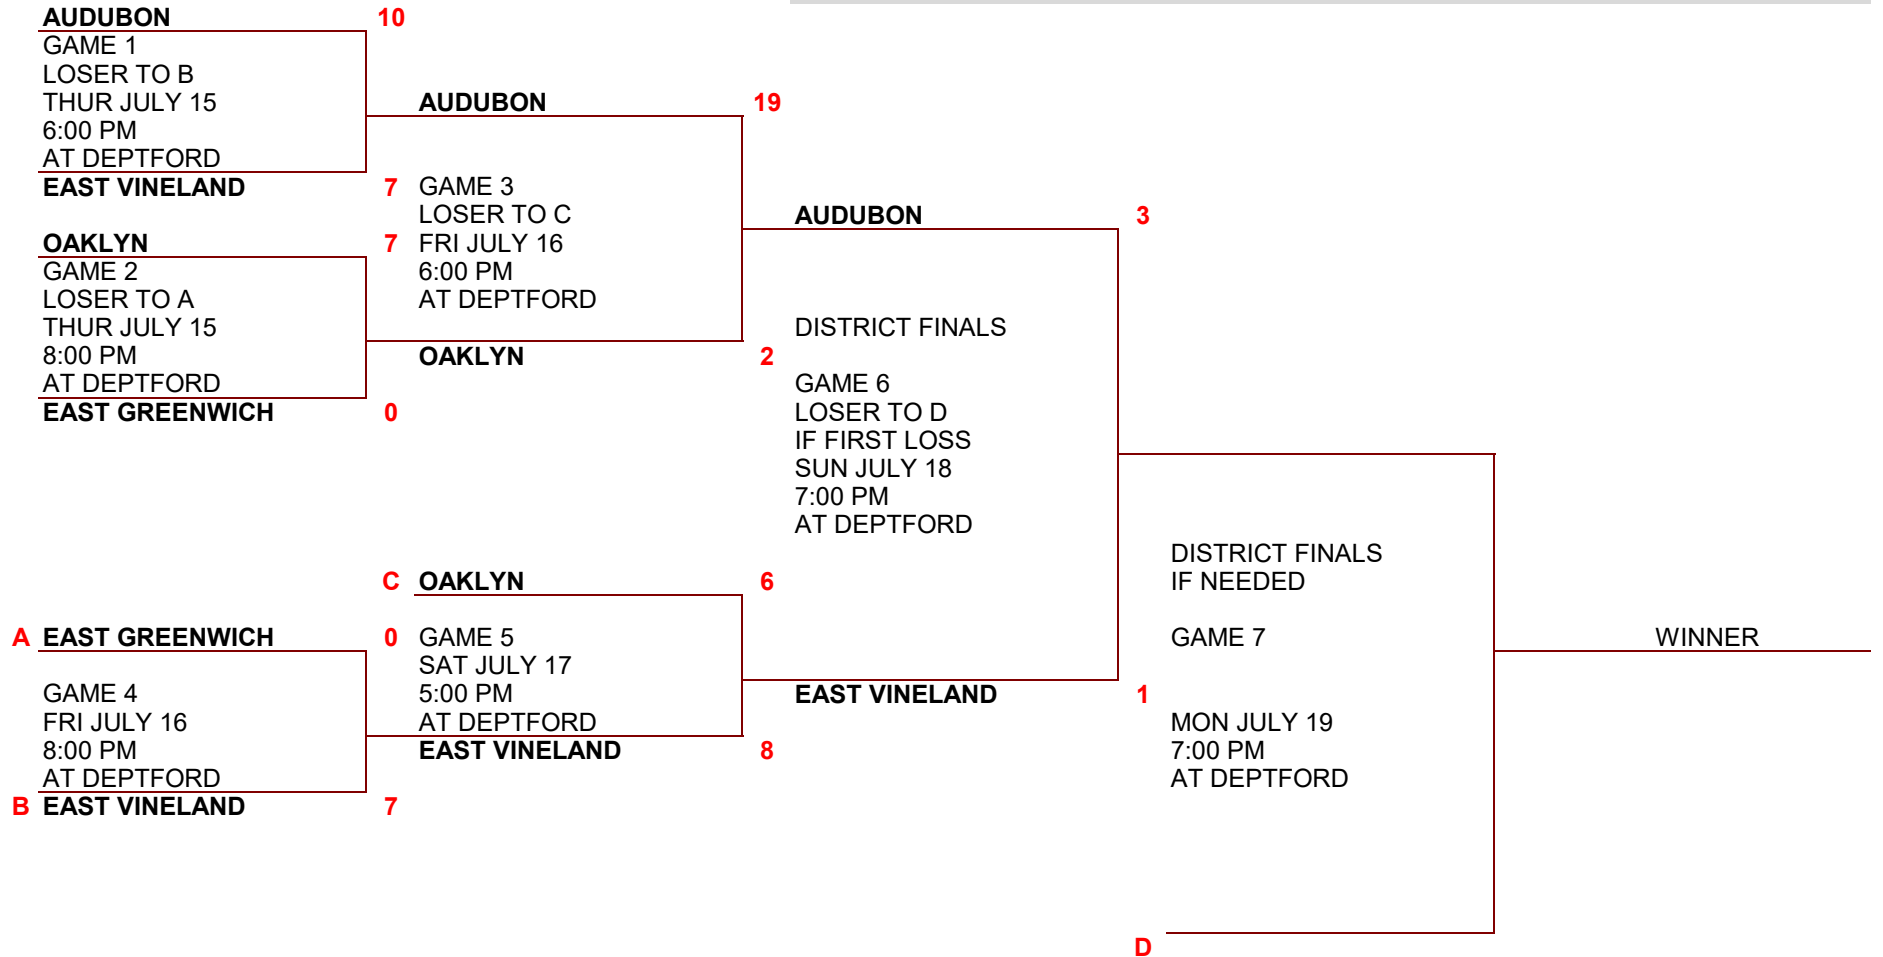 AUDUBON 10
GAME 1
LOSER TO B
THUR JULY 15
6:00 PM
AT DEPTFORD
EAST VINELAND 7
OAKLYN 7
GAME 2
LOSER TO A
THUR JULY 15
8:00 PM
AT DEPTFORD
EAST GREENWICH 0
A EAST GREENWICH 0
GAME 4
FRI JULY 16
8:00 PM
AT DEPTFORD
B EAST VINELAND 7
AUDUBON 19
GAME 3
LOSER TO C
FRI JULY 16
6:00 PM
AT DEPTFORD
OAKLYN 2
C OAKLYN 6
GAME 5
SAT JULY 17
5:00 PM
AT DEPTFORD
EAST VINELAND 8
AUDUBON 3
DISTRICT FINALS
GAME 6
LOSER TO D
IF FIRST LOSS
SUN JULY 18
7:00 PM
AT DEPTFORD
EAST VINELAND 1
DISTRICT FINALS
IF NEEDED
GAME 7
MON JULY 19
7:00 PM
AT DEPTFORD
D
WINNER